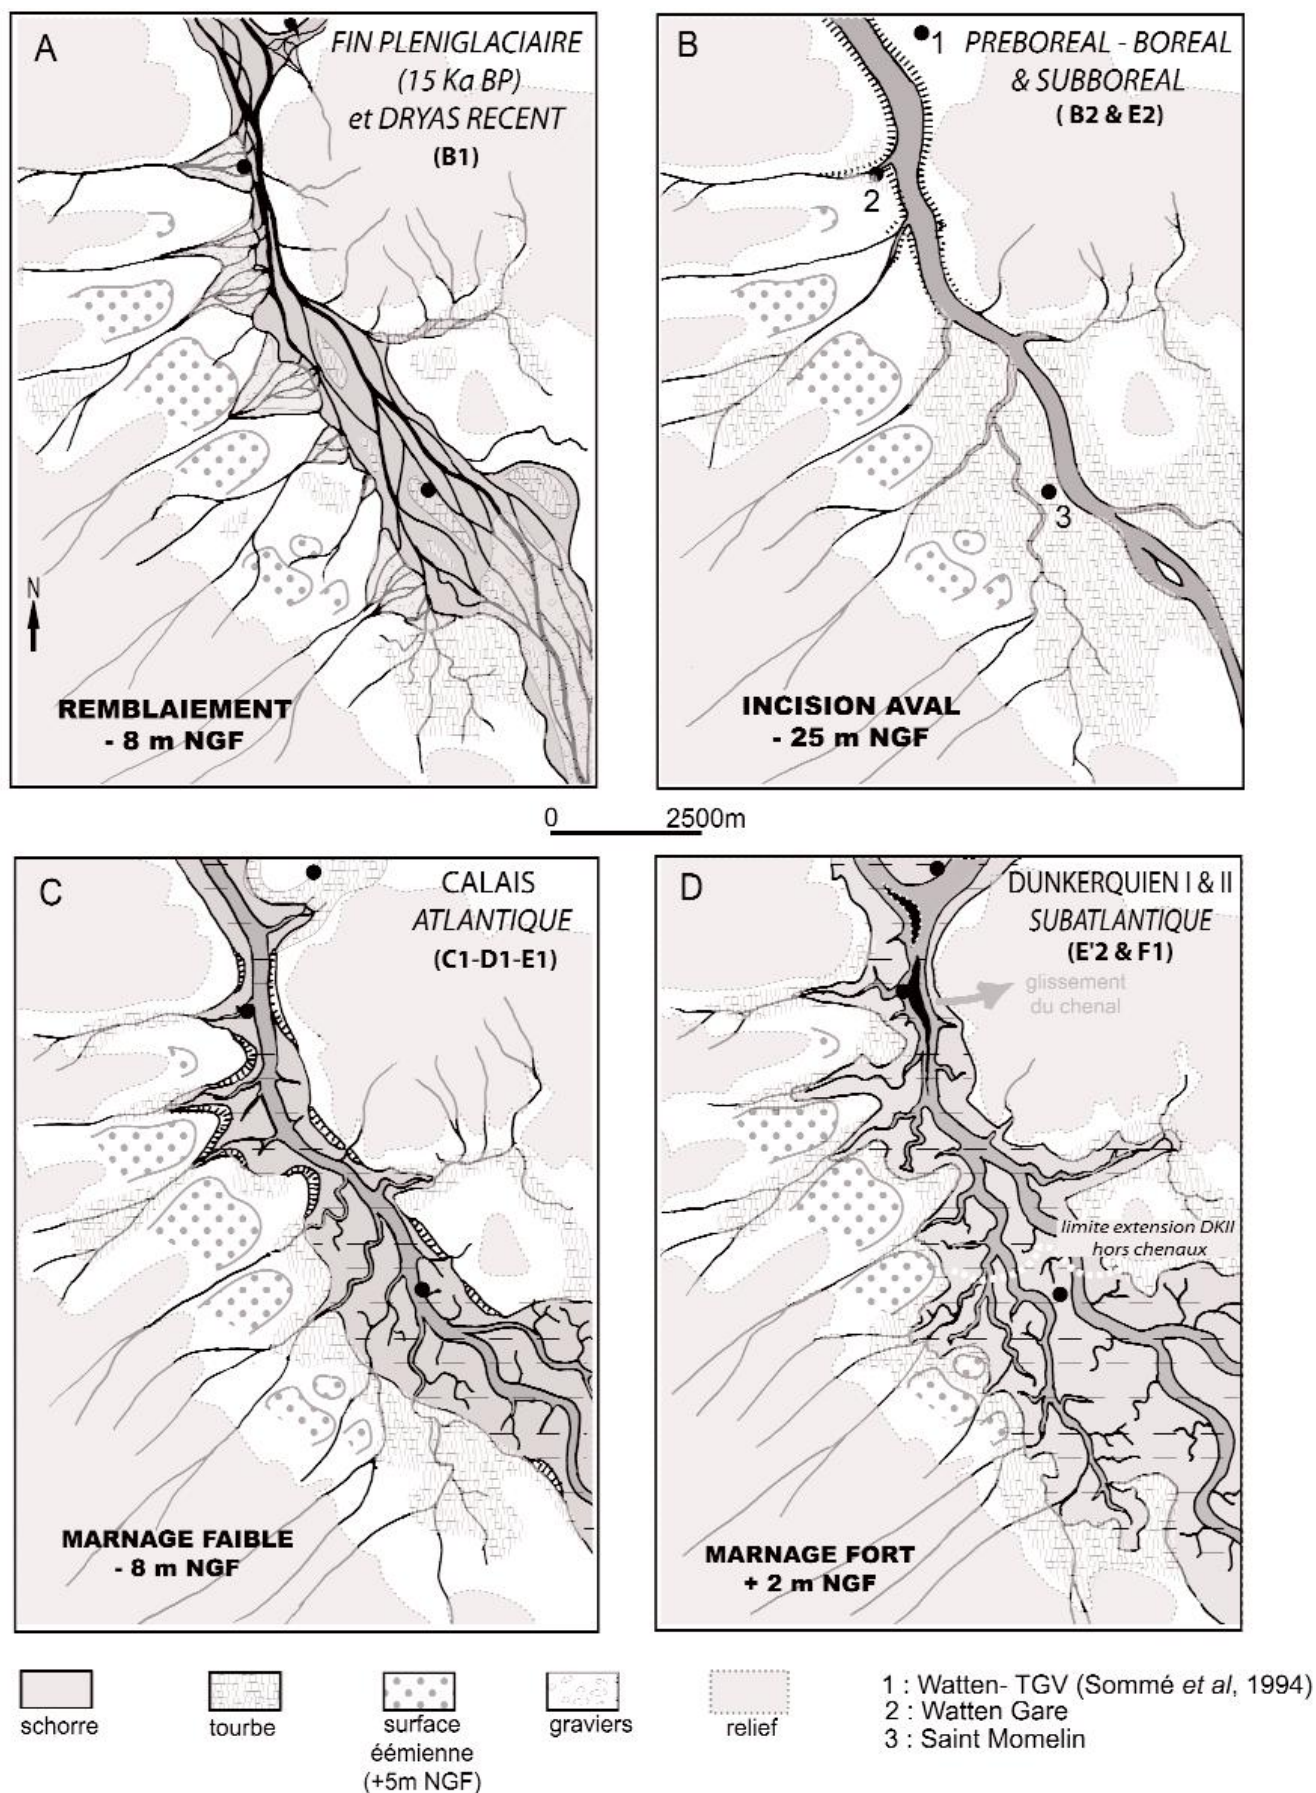 A
FIN PLENIGLACIAIRE
(15 Ka BP)
et DRYAS RECENT
(B1)
N
REMBLAIEMENT
- 8 m NGF
B
1
PREBOREAL - BOREAL
& SUBBOREAL
( B2 & E2)
2
3
INCISION AVAL
- 25 m NGF
0 2500m
C
CALAIS
ATLANTIQUE
(C1-D1-E1)
MARNAGE FAIBLE
- 8 m NGF
D
DUNKERQUIEN I & II
SUBATLANTIQUE
(E'2 & F1)
glissement
du chenal
limite extension DKII
hors chenaux
MARNAGE FORT
+ 2 m NGF
schorre
tourbe
surface
éémienne
(+5m NGF)
graviers
relief
1 : Watten- TGV (Sommé et al, 1994)
2 : Watten Gare
3 : Saint Momelin